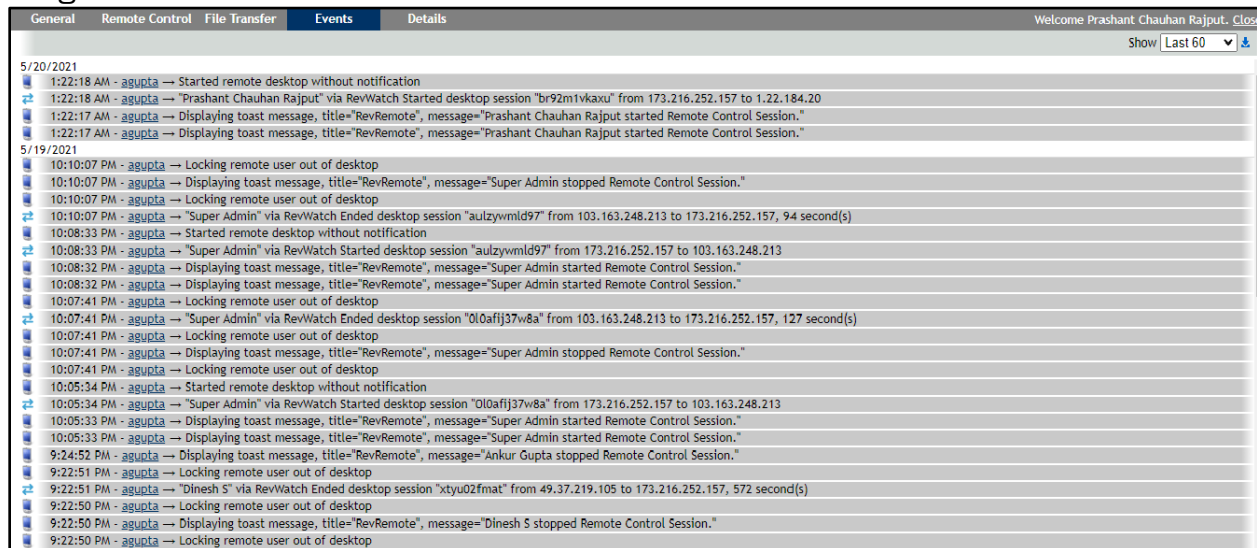 General Remote Control File Transfer Events Details Welcome Prashant Chauhan Rajput. Close
Show Last 60
5/20/2021
1:22:18 AM - agupta → Started remote desktop without notification
1:22:18 AM - agupta → "Prashant Chauhan Rajput" via RevWatch Started desktop session "br92m1vkaxu" from 173.216.252.157 to 1.22.184.20
1:22:17 AM - agupta → Displaying toast message, title="RevRemote", message="Prashant Chauhan Rajput started Remote Control Session."
1:22:17 AM - agupta → Displaying toast message, title="RevRemote", message="Prashant Chauhan Rajput started Remote Control Session."
5/19/2021
10:10:07 PM - agupta → Locking remote user out of desktop
10:10:07 PM - agupta → Displaying toast message, title="RevRemote", message="Super Admin stopped Remote Control Session."
10:10:07 PM - agupta → Locking remote user out of desktop
10:10:07 PM - agupta → "Super Admin" via RevWatch Ended desktop session "aulzywmld97" from 103.163.248.213 to 173.216.252.157, 94 second(s)
10:08:33 PM - agupta → Started remote desktop without notification
10:08:33 PM - agupta → "Super Admin" via RevWatch Started desktop session "aulzywmld97" from 173.216.252.157 to 103.163.248.213
10:08:32 PM - agupta → Displaying toast message, title="RevRemote", message="Super Admin started Remote Control Session."
10:08:32 PM - agupta → Displaying toast message, title="RevRemote", message="Super Admin started Remote Control Session."
10:07:41 PM - agupta → Locking remote user out of desktop
10:07:41 PM - agupta → "Super Admin" via RevWatch Ended desktop session "0l0afij37w8a" from 103.163.248.213 to 173.216.252.157, 127 second(s)
10:07:41 PM - agupta → Locking remote user out of desktop
10:07:41 PM - agupta → Displaying toast message, title="RevRemote", message="Super Admin stopped Remote Control Session."
10:07:41 PM - agupta → Locking remote user out of desktop
10:05:34 PM - agupta → Started remote desktop without notification
10:05:34 PM - agupta → "Super Admin" via RevWatch Started desktop session "0l0afij37w8a" from 173.216.252.157 to 103.163.248.213
10:05:33 PM - agupta → Displaying toast message, title="RevRemote", message="Super Admin started Remote Control Session."
10:05:33 PM - agupta → Displaying toast message, title="RevRemote", message="Super Admin started Remote Control Session."
9:24:52 PM - agupta → Displaying toast message, title="RevRemote", message="Ankur Gupta stopped Remote Control Session."
9:22:51 PM - agupta → Locking remote user out of desktop
9:22:51 PM - agupta → "Dinesh S" via RevWatch Ended desktop session "xtyu02fmat" from 49.37.219.105 to 173.216.252.157, 572 second(s)
9:22:50 PM - agupta → Locking remote user out of desktop
9:22:50 PM - agupta → Displaying toast message, title="RevRemote", message="Dinesh S stopped Remote Control Session."
9:22:50 PM - agupta → Locking remote user out of desktop